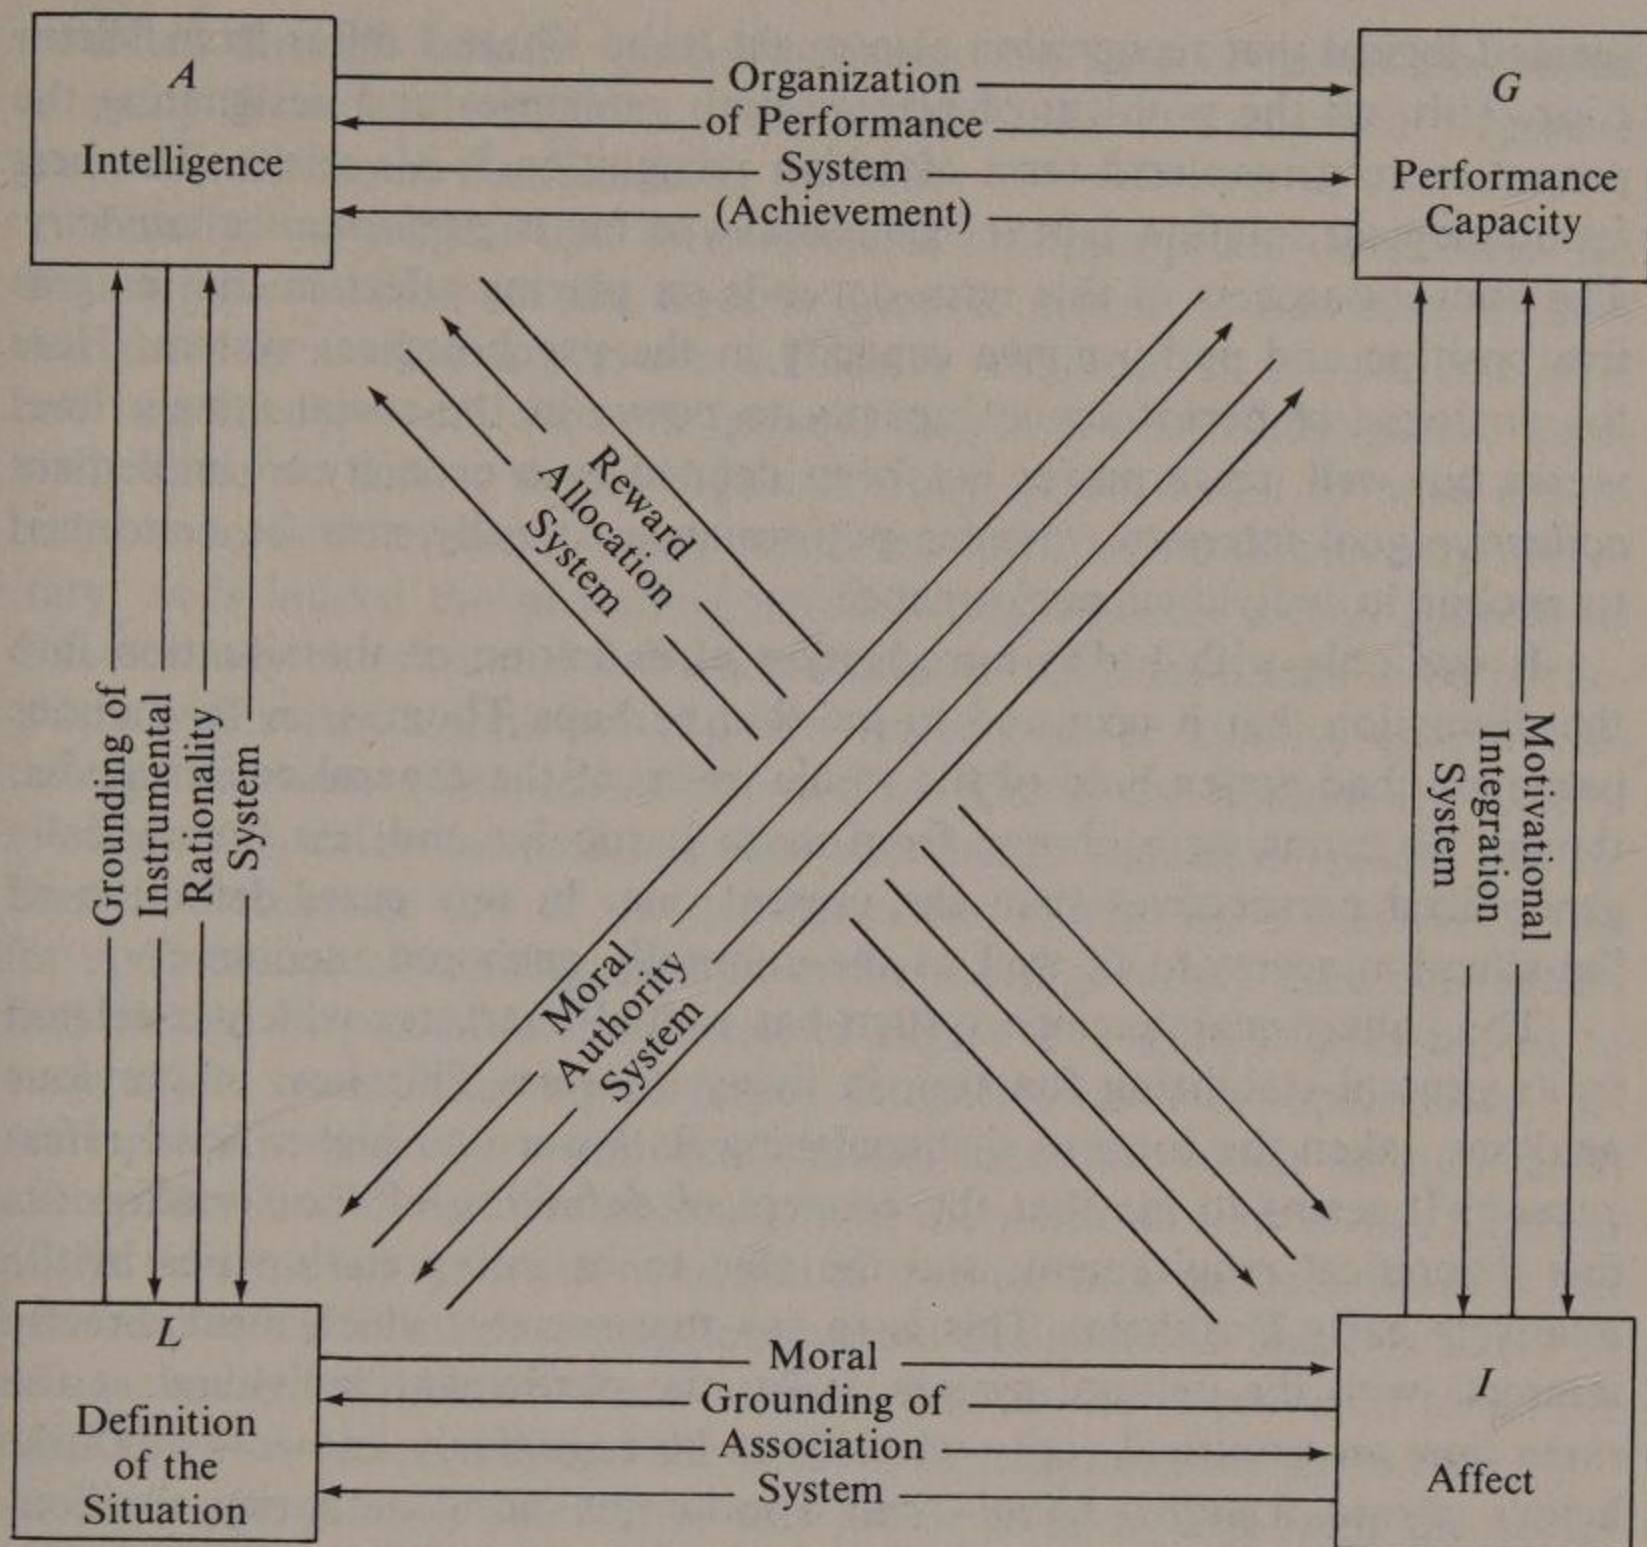 A
Intelligence
Organization
of Performance
System
(Achievement)
G
Performance
Capacity
Reward
Allocation
System
Grounding of
Instrumental
Rationality
System
Motivational
Integration
System
Moral
Authority
System
L
Definition
of the
Situation
Moral
Grounding of
Association
System
I
Affect